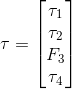 τ = [ τ₁
τ₂
F₃
τ₄ ]